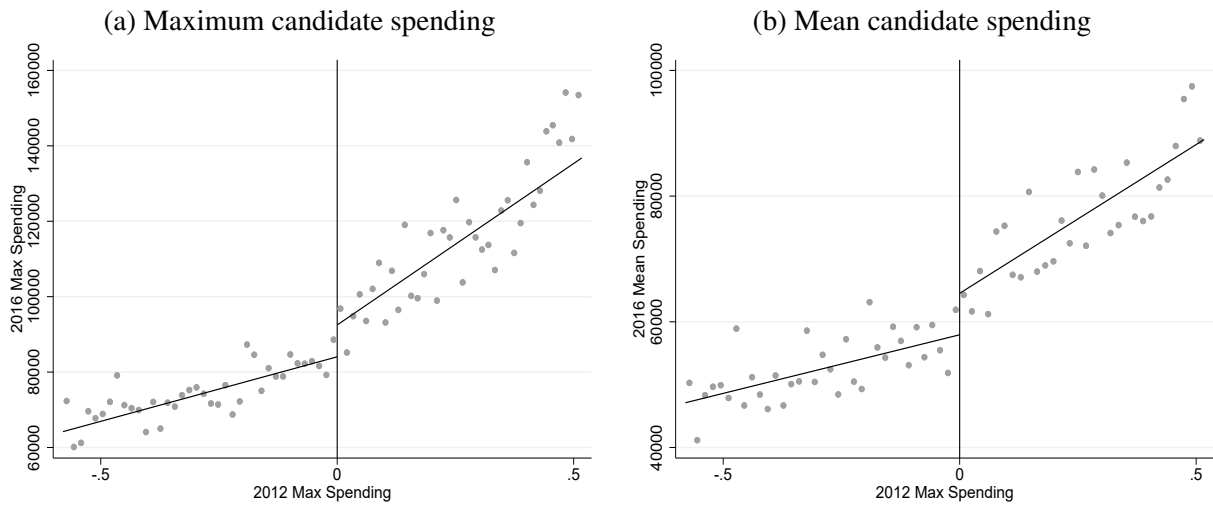 (a) Maximum candidate spending
2016 Max Spending
160000
140000
120000
100000
80000
60000
-.5
0
.5
2012 Max Spending
(b) Mean candidate spending
2016 Mean Spending
100000
80000
60000
40000
-.5
0
.5
2012 Max Spending